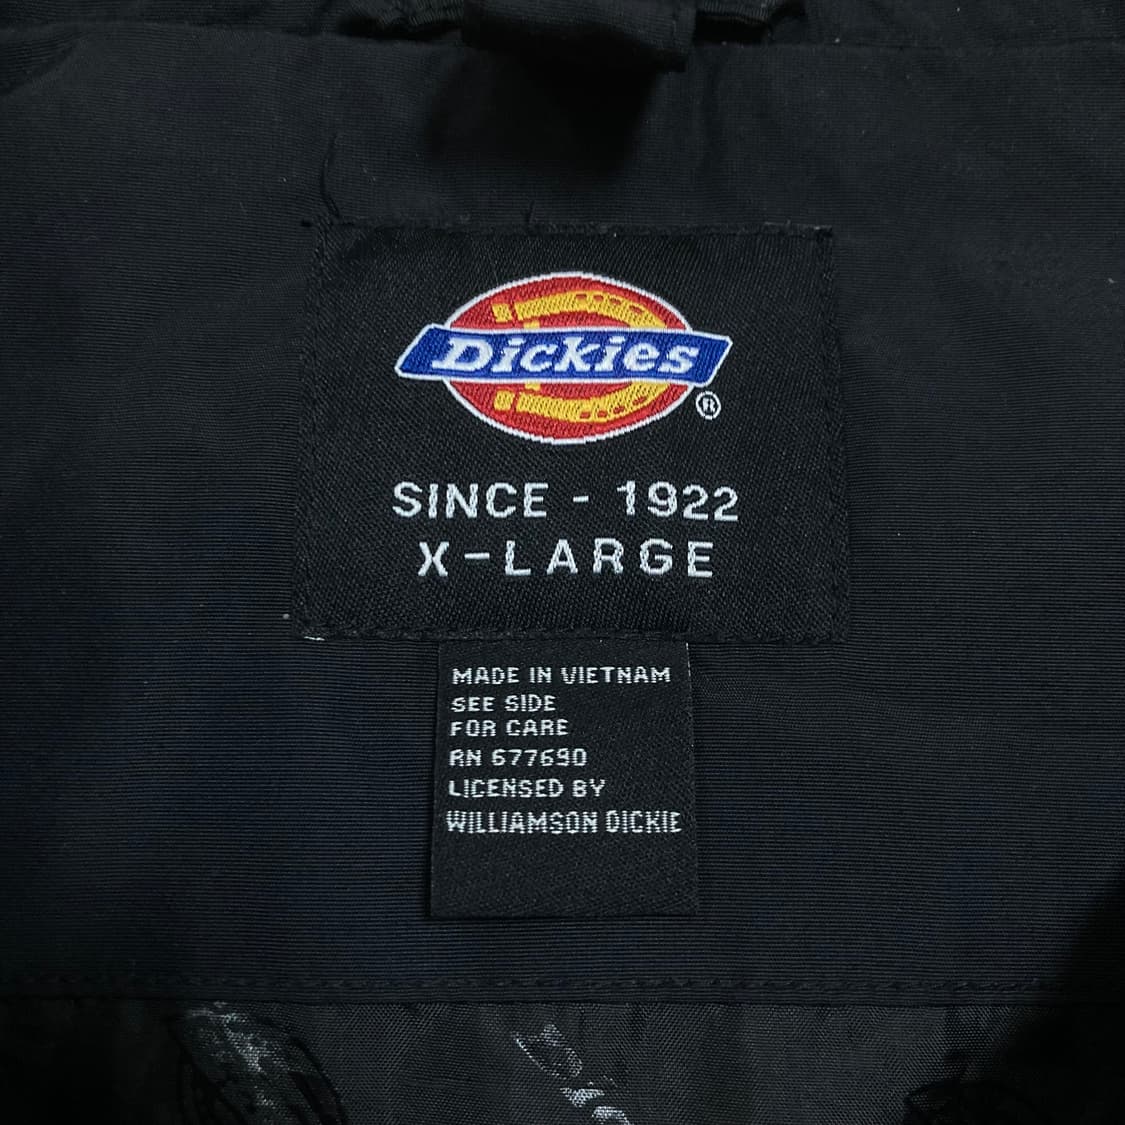 Dickies
®
SINCE - 1922
X-LARGE
MADE IN VIETNAM
SEE SIDE
FOR CARE
RN 677690
LICENSED BY
WILLIAMSON DICKIE